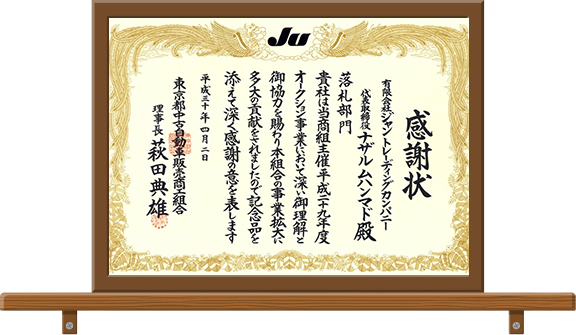 Ju
感謝状
有限会社ジャントレーディングカンパニー
代表取締役 ナザル ムハンマド殿
落札部門
貴社は当商組主催平成二十九年度
オークション事業において深い御理解と
御協力を賜わり本組合の事業拡大に
多大の貢献をされましたので記念品を
添えて深く感謝の意を表します
平成三十年四月二日
東京都中古自動車販売商工組合
理事長 萩田典雄